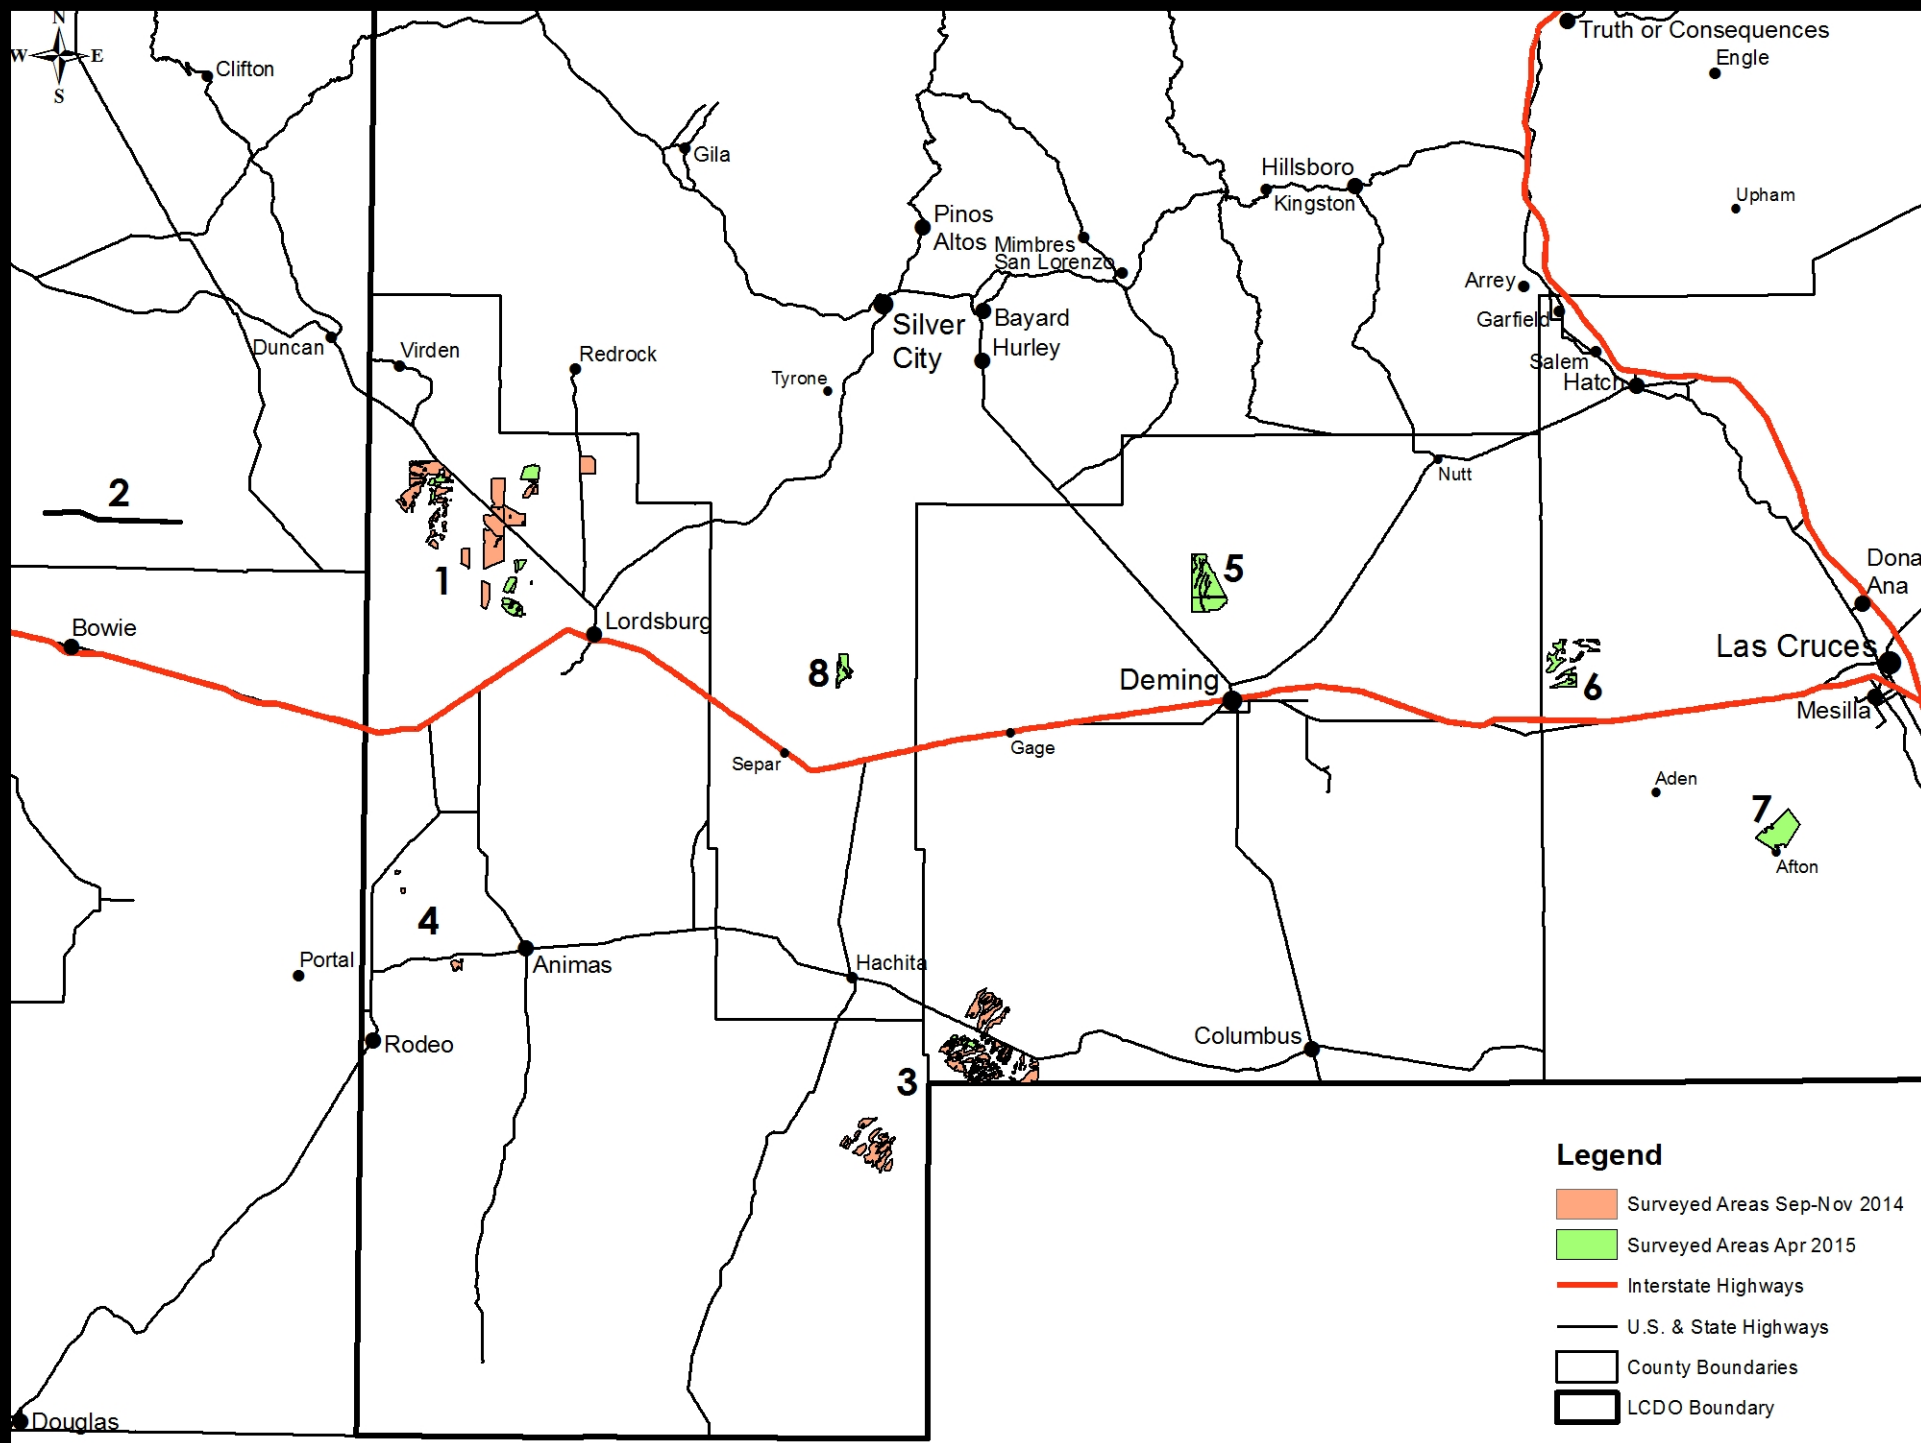 N
W E
S
Clifton
Truth or Consequences
Engle
Gila
Hillsboro
Kingston
Upham
Pinos
Altos
Mimbres
San Lorenzo
Arrey
Garfield
Silver
City
Bayard
Hurley
Duncan
Virden
Redrock
Tyrone
Salem
Hatch
Nutt
2
1
5
Dona
Ana
Bowie
Lordsburg
8
Deming
Las Cruces
6
Mesilla
Separ
Gage
Aden
7
Afton
4
Portal
Animas
Hachita
Rodeo
Columbus
3
Douglas
Legend
Surveyed Areas Sep-Nov 2014
Surveyed Areas Apr 2015
Interstate Highways
U.S. & State Highways
County Boundaries
LCDO Boundary